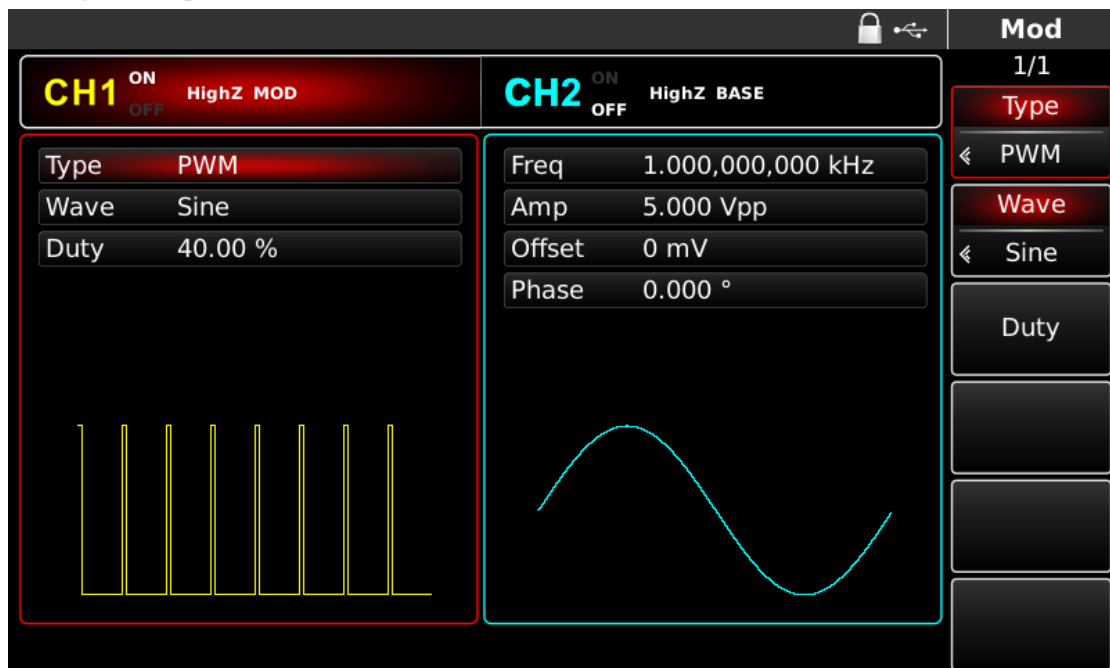 Mod
1/1
CH1 ON OFF HighZ MOD
CH2 ON OFF HighZ BASE
Type PWM
Wave Sine
Duty 40.00 %
Freq 1.000,000,000 kHz
Amp 5.000 Vpp
Offset 0 mV
Phase 0.000 °
Type
PWM
Wave
Sine
Duty